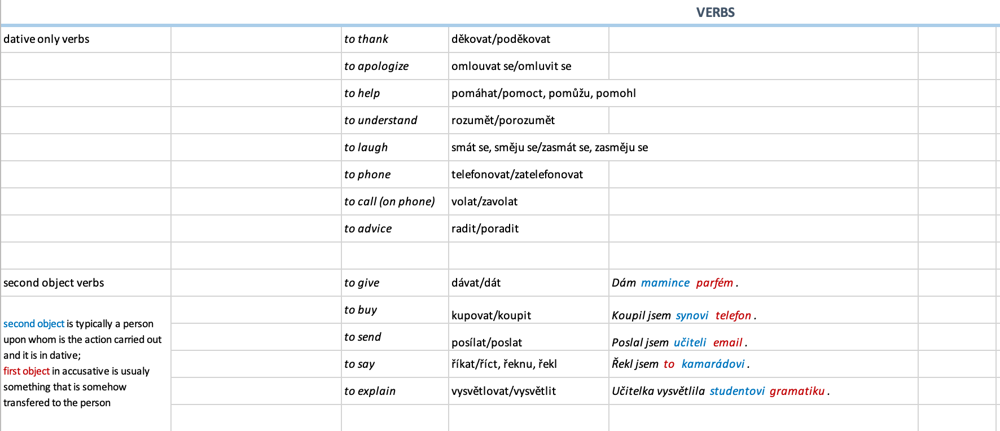 VERBS
dative only verbs to thank děkovat/poděkovat
to apologize omlouvat se/omluvit se
to help pomáhat/pomoct, pomůžu, pomohl
to understand rozumět/porozumět
to laugh smát se, směju se/zasmát se, zasměju se
to phone telefonovat/zatelefonovat
to call (on phone) volat/zavolat
to advice radit/poradit
second object verbs to give dávat/dát Dám mamince parfém .
to buy kupovat/koupit Koupil jsem synovi telefon .
to send posílat/poslat Poslal jsem učiteli email .
to say říkat/říct, řeknu, řekl Řekl jsem to kamarádovi .
to explain vysvětlovat/vysvětlit Učitelka vysvětlila studentovi gramatiku .
second object is typically a person
upon whom is the action carried out
and it is in dative;
first object in accusative is usualy
something that is somehow
transfered to the person